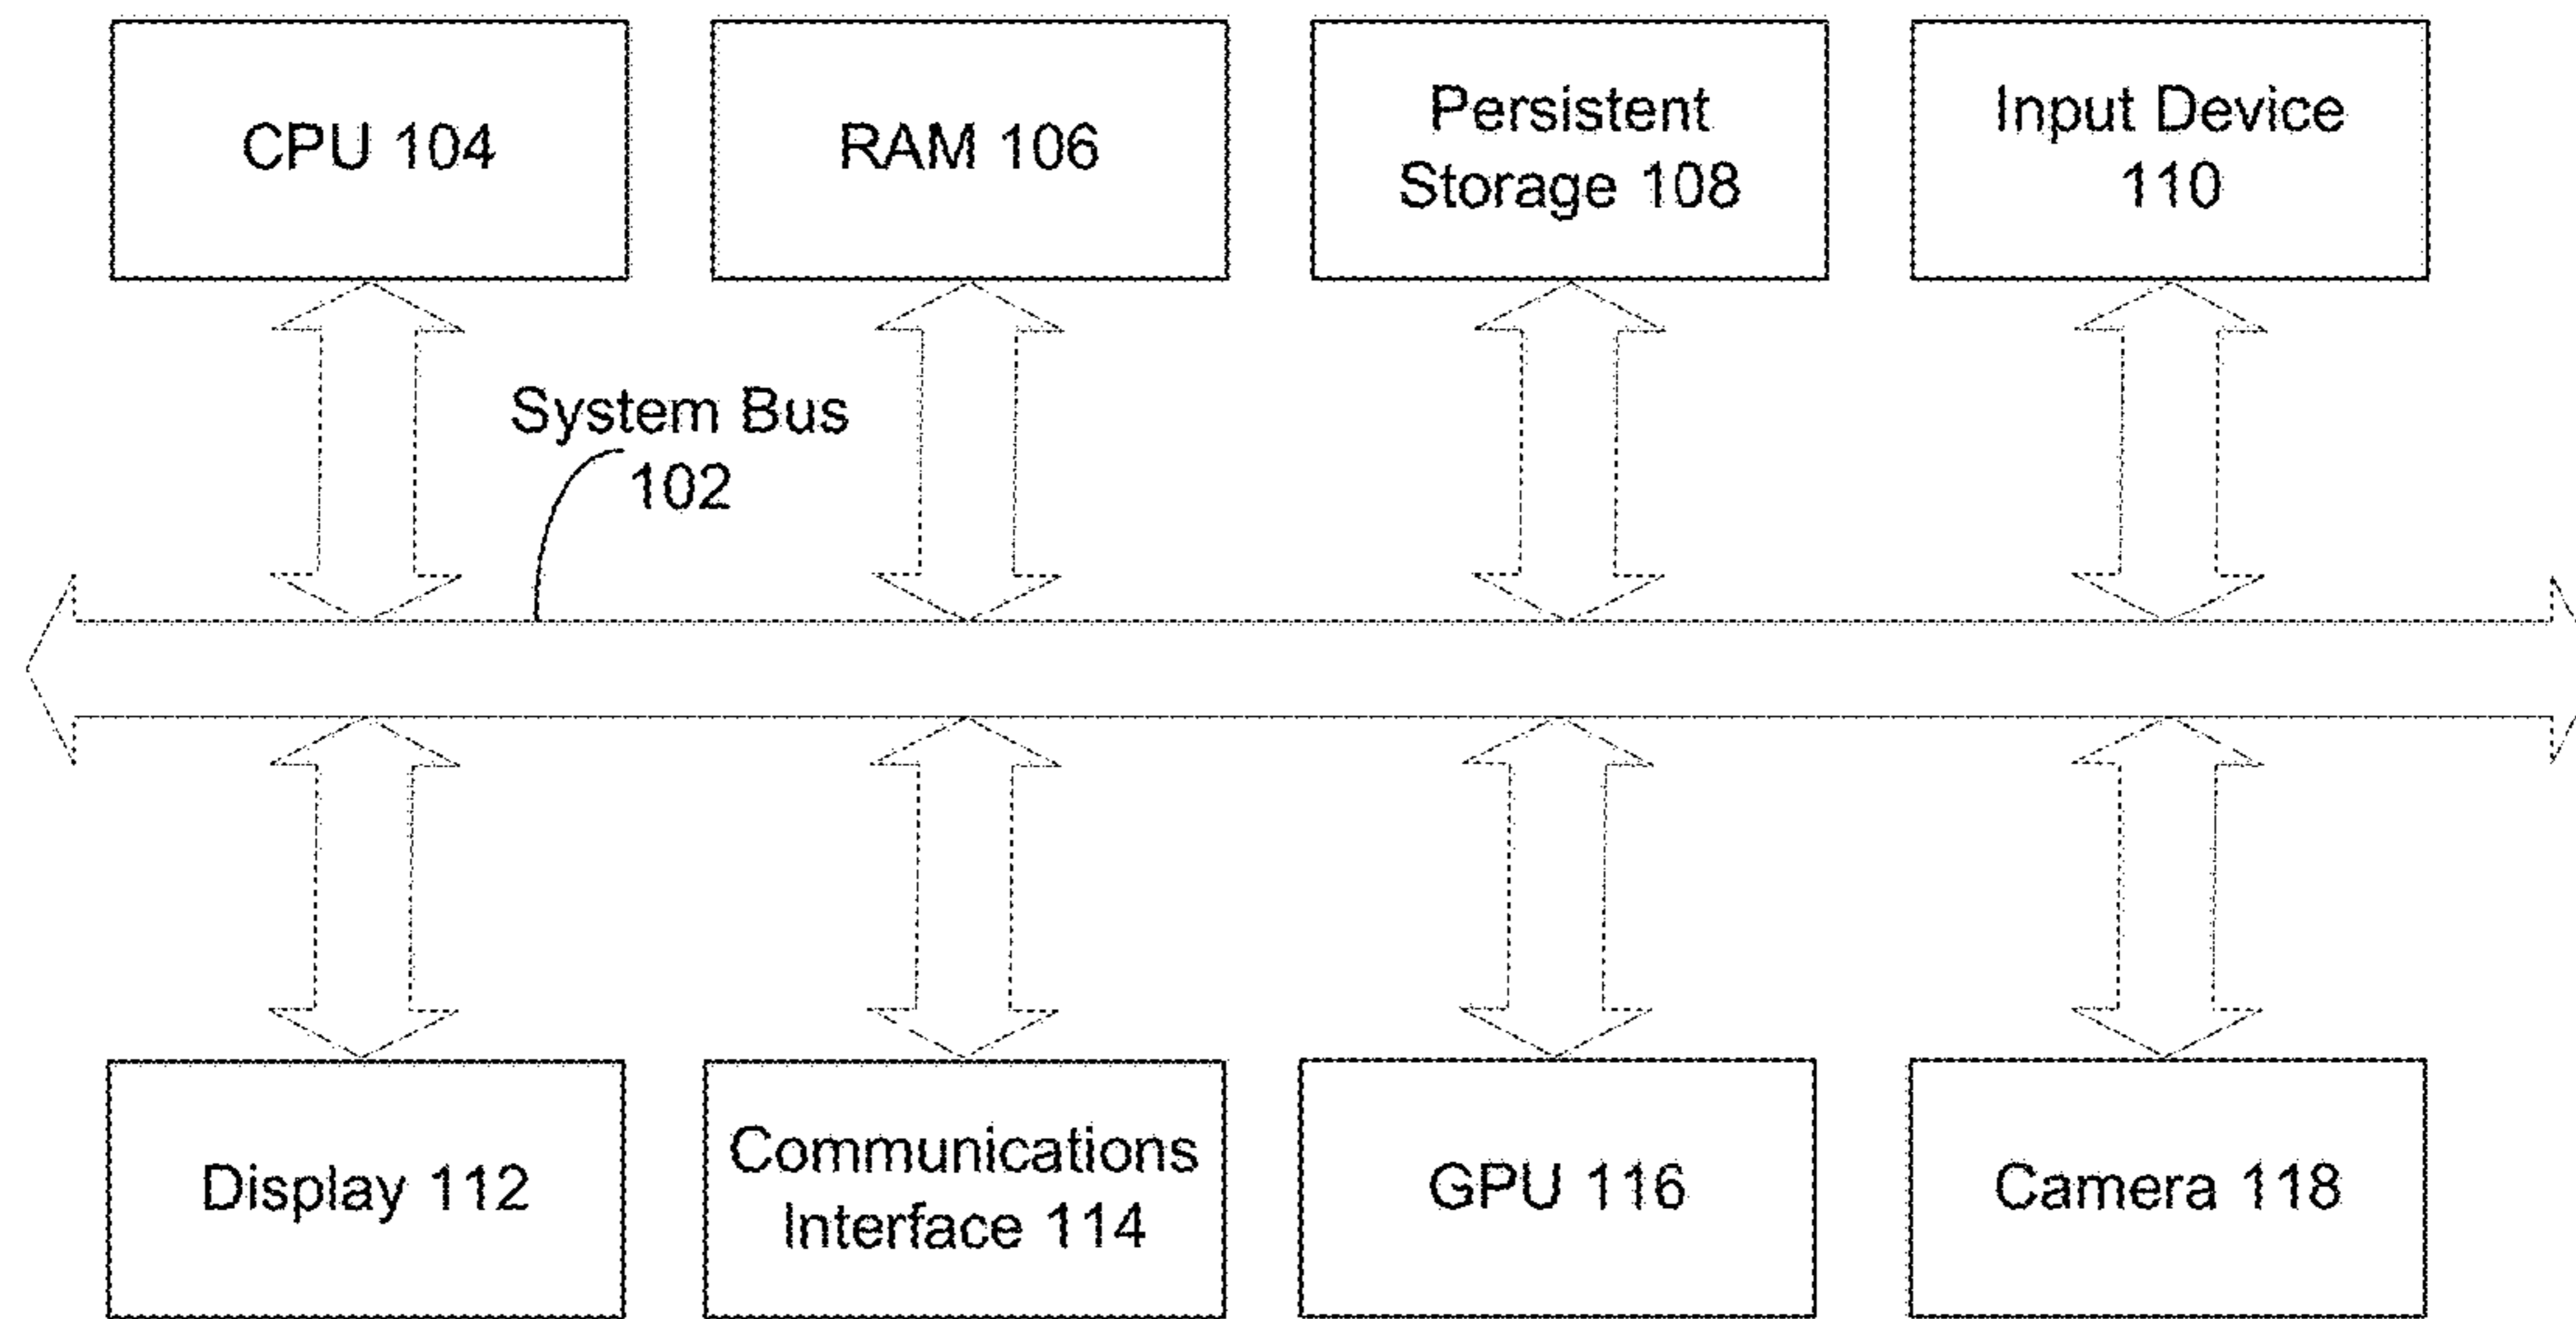 CPU 104
RAM 106
Persistent
Storage 108
Input Device
110
System Bus
102
Display 112
Communications
Interface 114
GPU 116
Camera 118